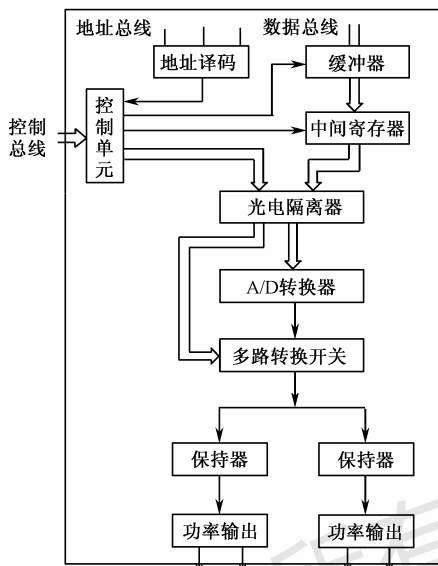 地址总线
数据总线
地址译码
缓冲器
控制
总线
控制单元
中间寄存器
光电隔离器
A/D转换器
多路转换开关
保持器
保持器
功率输出
功率输出